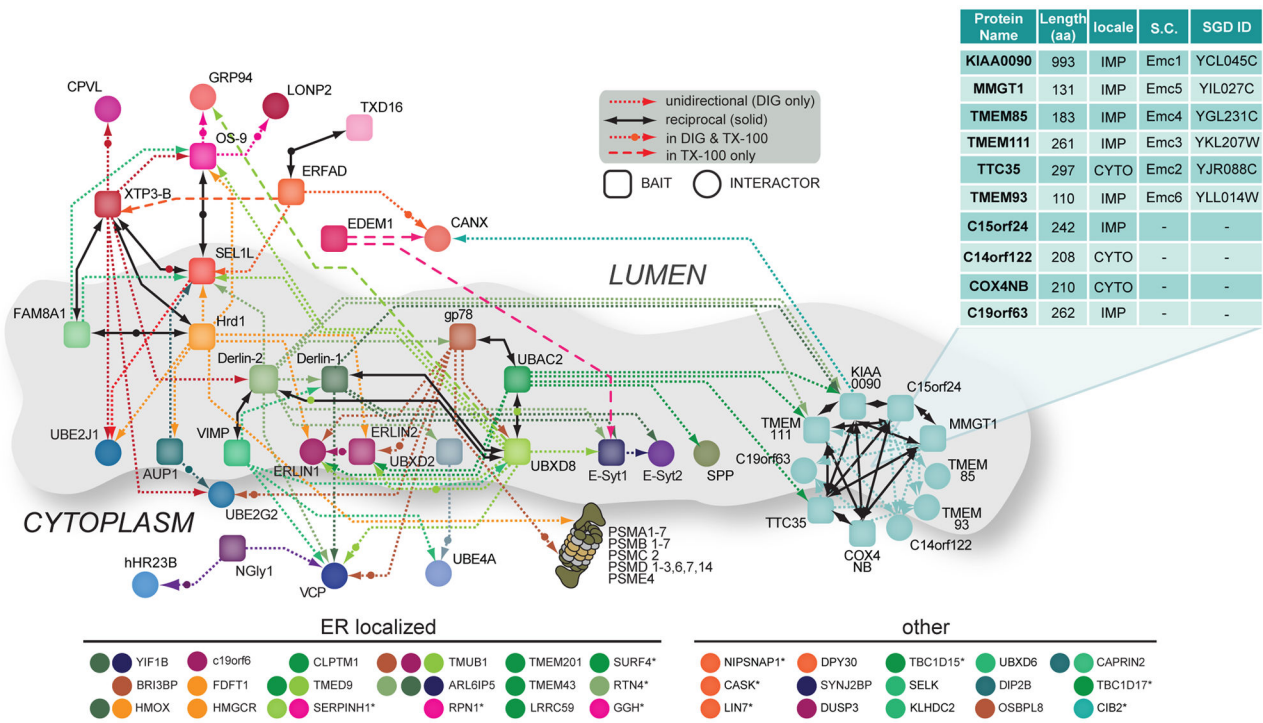 Protein Name Length (aa) locale S.C. SGD ID
KIAA0090 993 IMP Emc1 YCL045C
MMGT1 131 IMP Emc5 YIL027C
TMEM85 183 IMP Emc4 YGL231C
TMEM111 261 IMP Emc3 YKL207W
TTC35 297 CYTO Emc2 YJR088C
TMEM93 110 IMP Emc6 YLL014W
C15orf24 242 IMP - -
C14orf122 208 CYTO - -
COX4NB 210 CYTO - -
C19orf63 262 IMP - -
unidirectional (DIG only)
reciprocal (solid)
in DIG & TX-100
in TX-100 only
BAIT
INTERACTOR
CPVL
GRP94
LONP2
TXD16
OS-9
XTP3-B
ERFAD
EDEM1
CANX
SEL1L
LUMEN
FAM8A1
Hrd1
gp78
Derlin-2
Derlin-1
UBAC2
KIAA
0090
C15orf24
TMEM
111
MMGT1
UBE2J1
AUP1
VIMP
ERLIN1
ERLIN2
UBXD2
UBXD8
E-Syt1
E-Syt2
SPP
C19orf63
TMEM
85
TMEM
93
TTC35
COX4
NB
C14orf122
CYTOPLASM
UBE2G2
hHR23B
NGly1
VCP
UBE4A
PSMA1-7
PSMB 1-7
PSMC 2
PSMD 1-3,6,7,14
PSME4
ER localized
YIF1B c19orf6 CLPTM1 TMUB1 TMEM201 SURF4*
BRI3BP FDFT1 TMED9 ARL6IP5 TMEM43 RTN4*
HMOX HMGCR SERPINH1* RPN1* LRRC59 GGH*
other
NIPSNAP1* DPY30 TBC1D15* UBXD6 CAPRIN2
CASK* SYNJ2BP SELK DIP2B TBC1D17*
LIN7* DUSP3 KLHDC2 OSBPL8 CIB2*